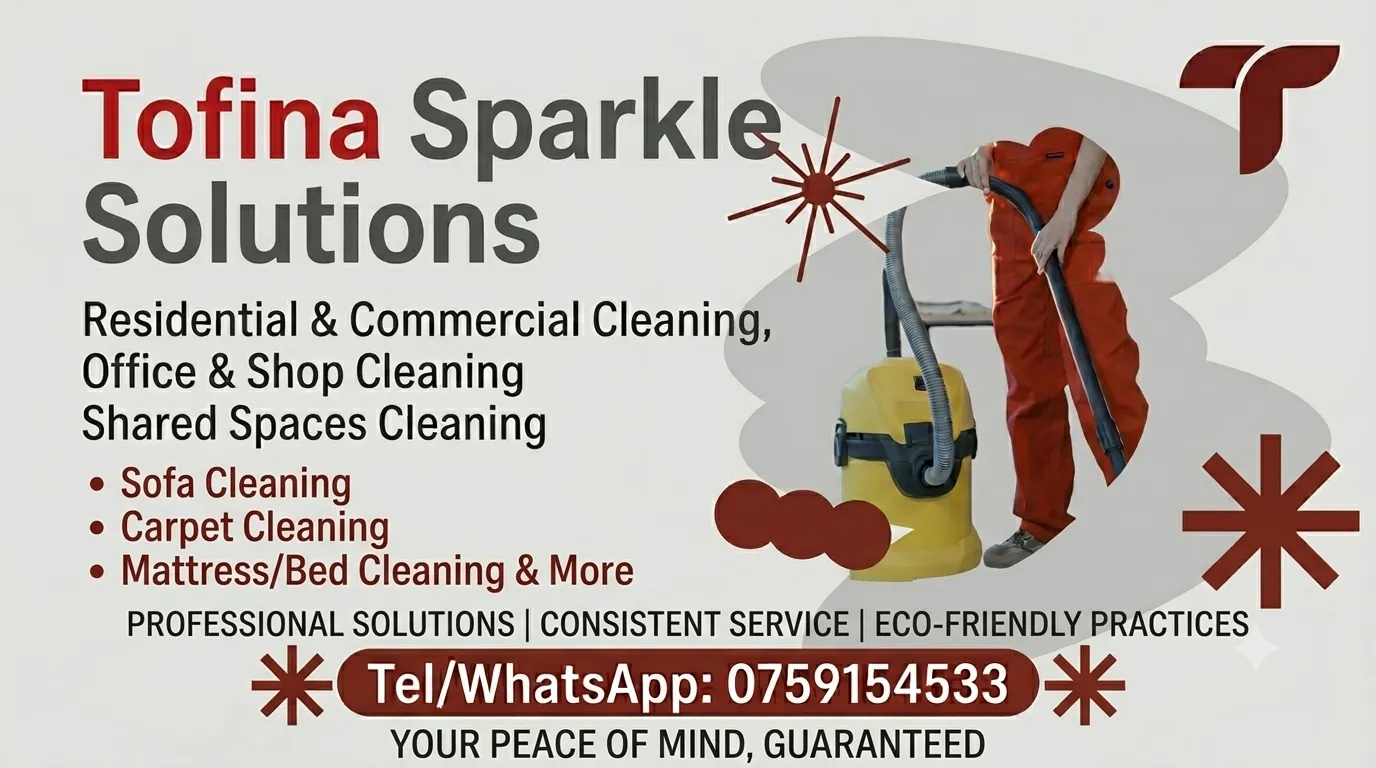 Tofina Sparkle
Solutions
Residential & Commercial Cleaning,
Office & Shop Cleaning
Shared Spaces Cleaning
• Sofa Cleaning
• Carpet Cleaning
• Mattress/Bed Cleaning & More
PROFESSIONAL SOLUTIONS | CONSISTENT SERVICE | ECO-FRIENDLY PRACTICES
Tel/WhatsApp: 0759154533
YOUR PEACE OF MIND, GUARANTEED